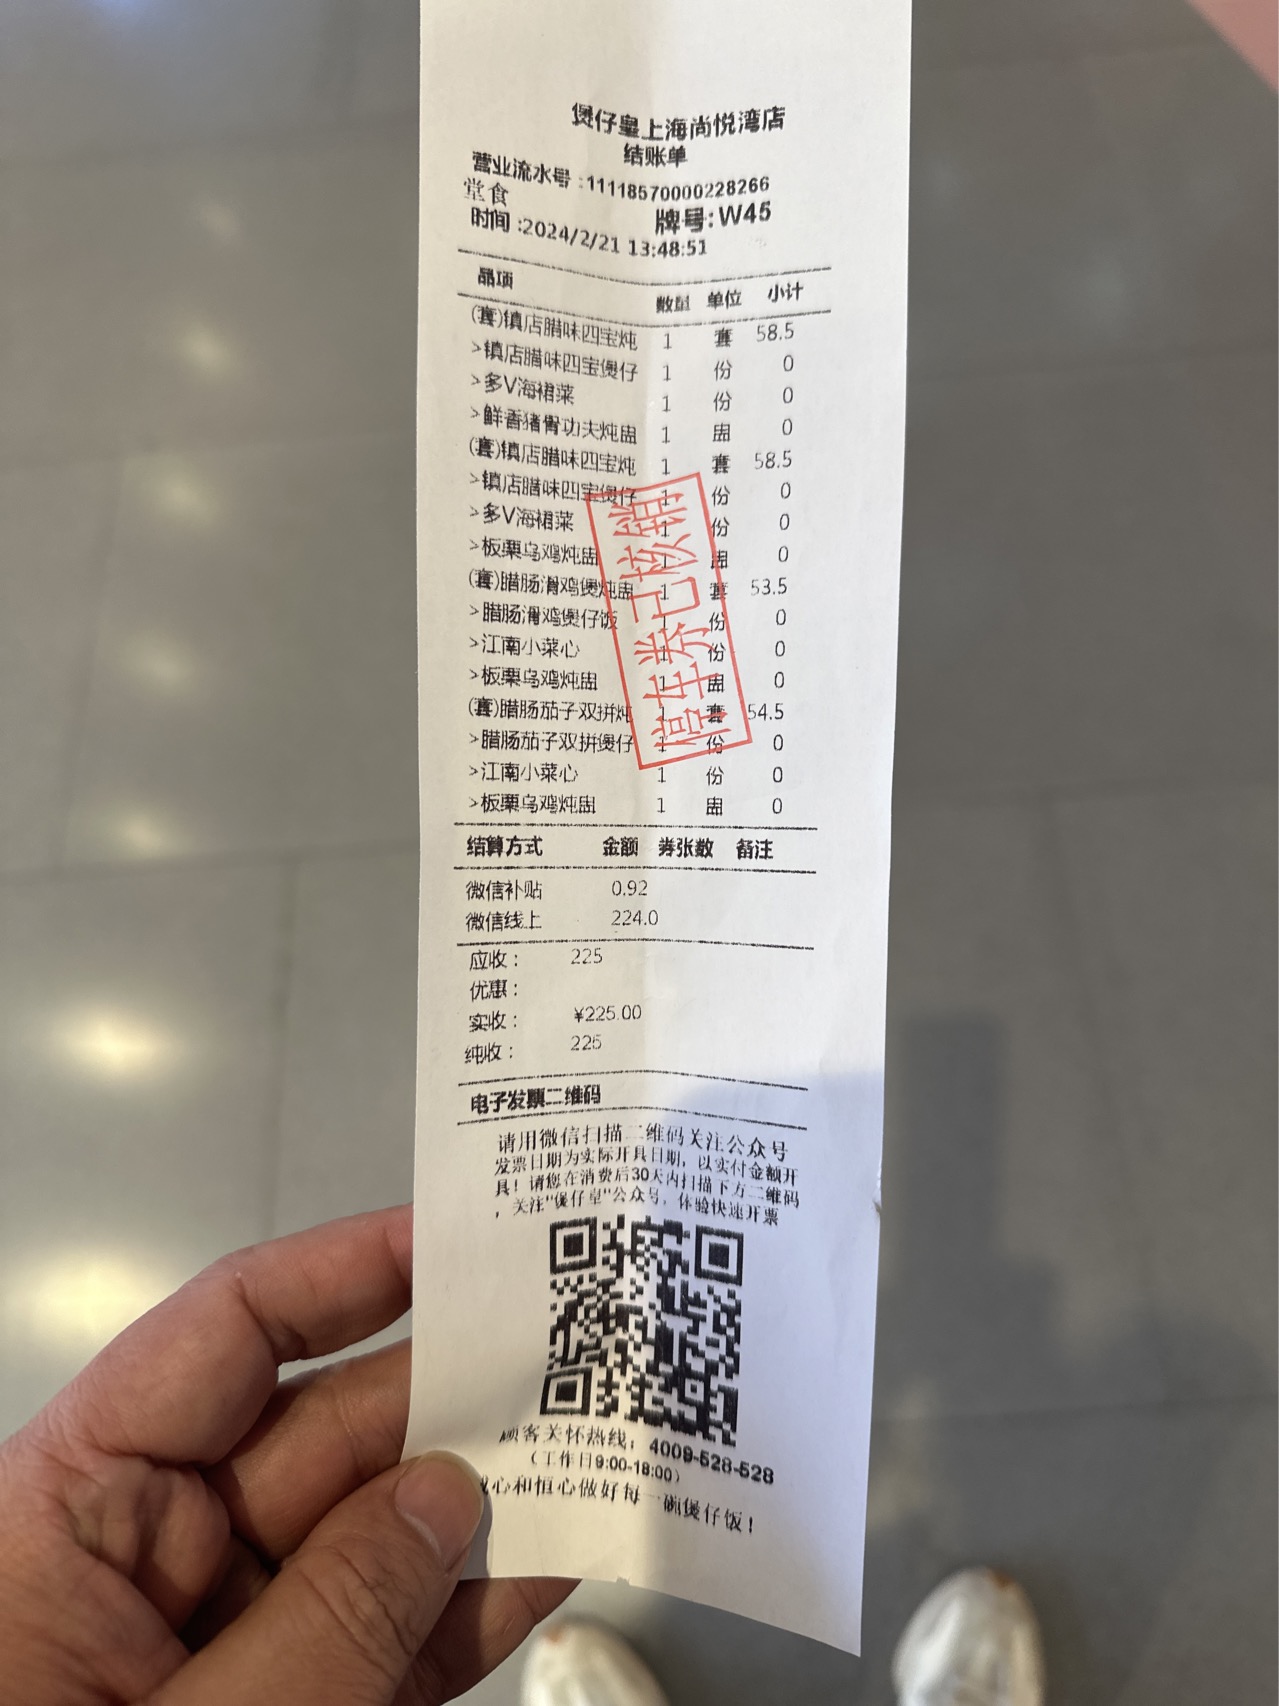 煲仔皇上海尚悦湾店
结账单
营业流水号:11118570000228266
堂食
牌号:W45
时间:2024/2/21 13:48:51
品项 数量 单位 小计
(套)镇店腊味四宝炖 1 套 58.5
>镇店腊味四宝煲仔 1 份 0
>多V海裙菜 1 份 0
>鲜香猪骨功夫炖盅 1 盅 0
(套)镇店腊味四宝炖 1 套 58.5
>镇店腊味四宝煲仔 1 份 0
>多V海裙菜 1 份 0
>板栗乌鸡炖盅 1 盅 0
(套)腊肠滑鸡煲炖盅 1 套 53.5
>腊肠滑鸡煲仔饭 1 份 0
>江南小菜心 1 份 0
>板栗乌鸡炖盅 1 盅 0
(套)腊肠茄子双拼炖 1 套 54.5
>腊肠茄子双拼煲仔 1 份 0
>江南小菜心 1 份 0
>板栗乌鸡炖盅 1 盅 0
停车券已核销
结算方式 金额 券张数 备注
微信补贴 0.92
微信线上 224.0
应收： 225
优惠：
实收： ¥225.00
纯收： 225
电子发票二维码
请用微信扫描二维码关注公众号
发票日期为实际开具日期，以实付金额开
具！请您在消费后30天内扫描下方二维码
，关注"煲仔皇"公众号，体验快速开票
顾客关怀热线：4009-528-528
（工作日9:00-18:00）
心和恒心做好每一碗煲仔饭！